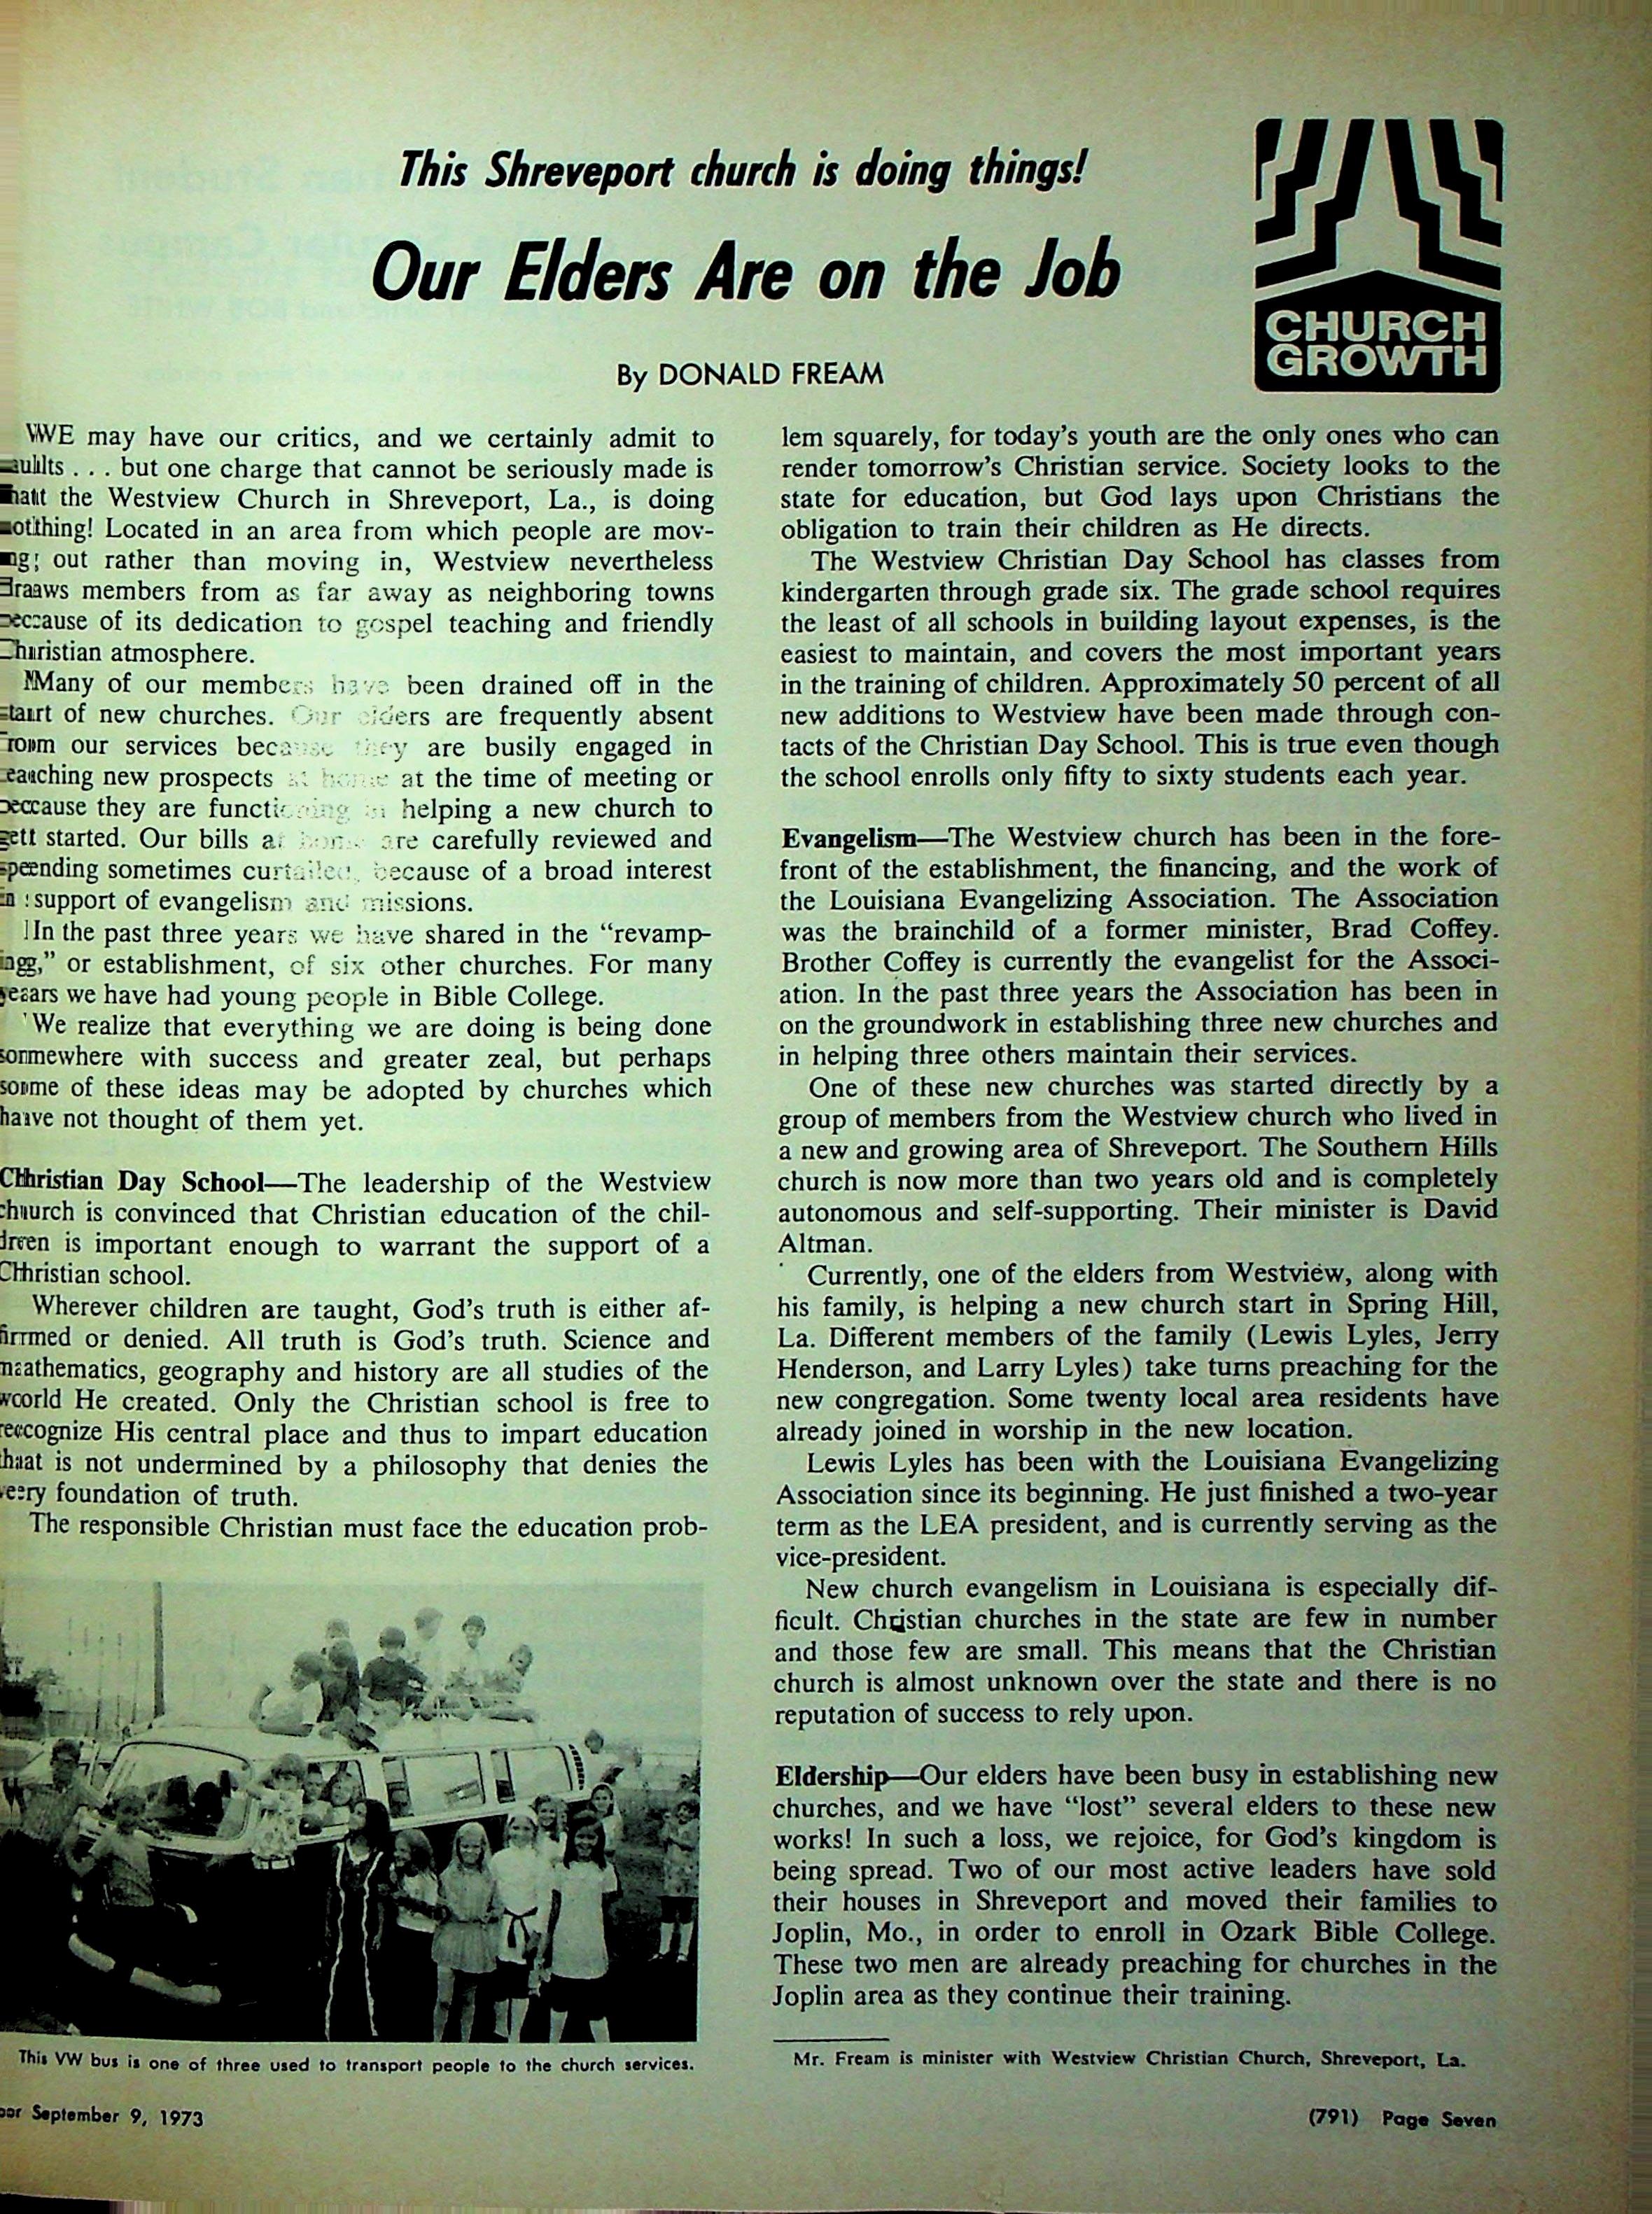 This Shreveport church is doing things!
Our Elders Are on the Job
By DONALD FREAM
CHURCH
GROWTH
WE may have our critics, and we certainly admit to
faults . . . but one charge that cannot be seriously made is
that the Westview Church in Shreveport, La., is doing
nothing! Located in an area from which people are mov-
ing out rather than moving in, Westview nevertheless
draws members from as far away as neighboring towns
because of its dedication to gospel teaching and friendly
Christian atmosphere.
Many of our members have been drained off in the
start of new churches. Our elders are frequently absent
from our services because they are busily engaged in
teaching new prospects at home at the time of meeting or
because they are functioning in helping a new church to
get started. Our bills at home are carefully reviewed and
spending sometimes curtailed, because of a broad interest
in support of evangelism and missions.
In the past three years we have shared in the “revamp-
ing,” or establishment, of six other churches. For many
years we have had young people in Bible College.
We realize that everything we are doing is being done
somewhere with success and greater zeal, but perhaps
some of these ideas may be adopted by churches which
have not thought of them yet.
Christian Day School—The leadership of the Westview
church is convinced that Christian education of the chil-
dren is important enough to warrant the support of a
Christian school.
Wherever children are taught, God’s truth is either af-
firmed or denied. All truth is God’s truth. Science and
mathematics, geography and history are all studies of the
world He created. Only the Christian school is free to
recognize His central place and thus to impart education
that is not undermined by a philosophy that denies the
very foundation of truth.
The responsible Christian must face the education prob-
This VW bus is one of three used to transport people to the church services.
lem squarely, for today’s youth are the only ones who can
render tomorrow’s Christian service. Society looks to the
state for education, but God lays upon Christians the
obligation to train their children as He directs.
The Westview Christian Day School has classes from
kindergarten through grade six. The grade school requires
the least of all schools in building layout expenses, is the
easiest to maintain, and covers the most important years
in the training of children. Approximately 50 percent of all
new additions to Westview have been made through con-
tacts of the Christian Day School. This is true even though
the school enrolls only fifty to sixty students each year.
Evangelism—The Westview church has been in the fore-
front of the establishment, the financing, and the work of
the Louisiana Evangelizing Association. The Association
was the brainchild of a former minister, Brad Coffey.
Brother Coffey is currently the evangelist for the Associ-
ation. In the past three years the Association has been in
on the groundwork in establishing three new churches and
in helping three others maintain their services.
One of these new churches was started directly by a
group of members from the Westview church who lived in
a new and growing area of Shreveport. The Southern Hills
church is now more than two years old and is completely
autonomous and self-supporting. Their minister is David
Altman.
Currently, one of the elders from Westview, along with
his family, is helping a new church start in Spring Hill,
La. Different members of the family (Lewis Lyles, Jerry
Henderson, and Larry Lyles) take turns preaching for the
new congregation. Some twenty local area residents have
already joined in worship in the new location.
Lewis Lyles has been with the Louisiana Evangelizing
Association since its beginning. He just finished a two-year
term as the LEA president, and is currently serving as the
vice-president.
New church evangelism in Louisiana is especially dif-
ficult. Christian churches in the state are few in number
and those few are small. This means that the Christian
church is almost unknown over the state and there is no
reputation of success to rely upon.
Eldership—Our elders have been busy in establishing new
churches, and we have “lost” several elders to these new
works! In such a loss, we rejoice, for God’s kingdom is
being spread. Two of our most active leaders have sold
their houses in Shreveport and moved their families to
Joplin, Mo., in order to enroll in Ozark Bible College.
These two men are already preaching for churches in the
Joplin area as they continue their training.
Mr. Fream is minister with Westview Christian Church, Shreveport, La.
September 9, 1973
(791) Page Seven